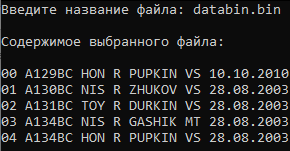 Введите название файла: databin.bin
Содержимое выбранного файла:
00 A129BC HON R PUPKIN VS 10.10.2010
01 A130BC NIS R ZHUKOV VS 28.08.2003
02 A131BC TOY R DURKIN VS 28.08.2003
03 A134BC NIS R GASHIK MT 28.08.2003
04 A134BC HON R PUPKIN VS 28.08.2003